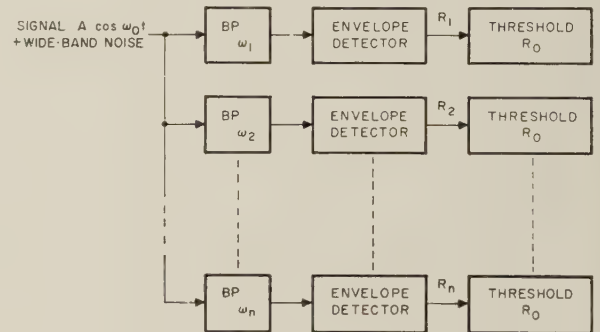 SIGNAL A cos ω₀t
+WIDE-BAND NOISE
BP
ω₁
ENVELOPE
DETECTOR
R₁
THRESHOLD
R₀
BP
ω₂
ENVELOPE
DETECTOR
R₂
THRESHOLD
R₀
BP
ωₙ
ENVELOPE
DETECTOR
Rₙ
THRESHOLD
R₀